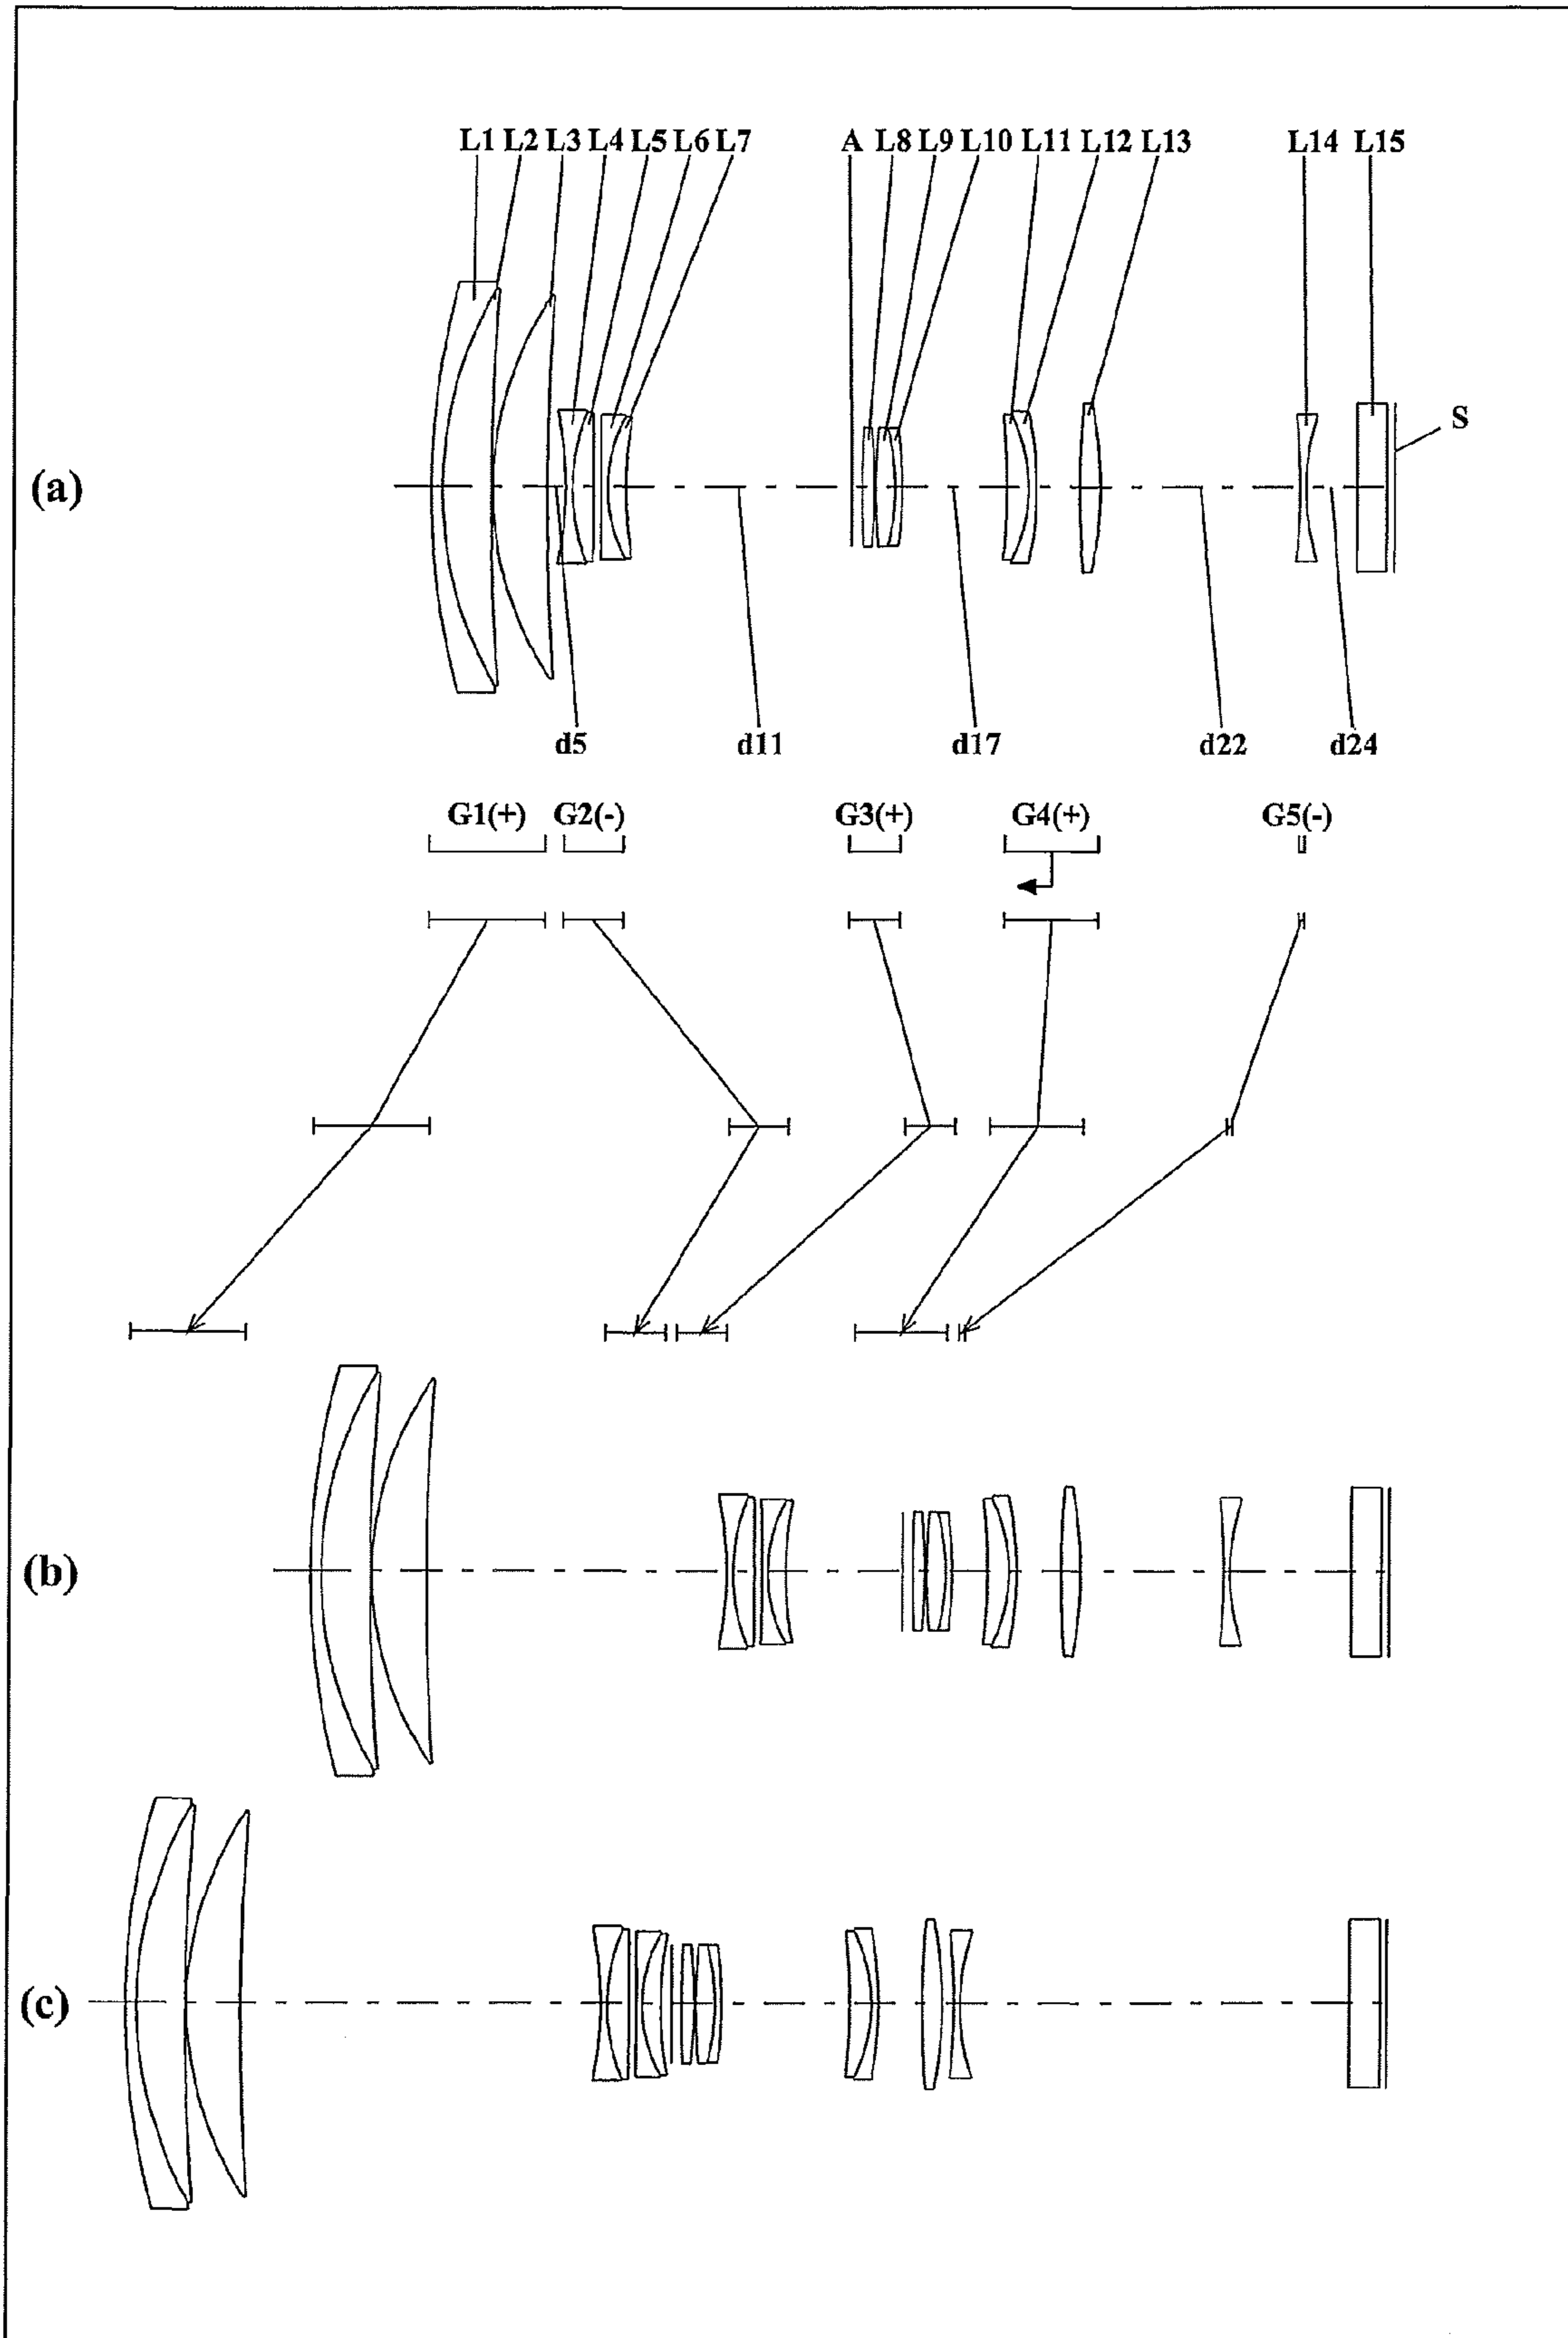 L1 L2 L3 L4 L5 L6 L7 A L8 L9 L10 L11 L12 L13 L14 L15
S
(a)
d5 d11 d17 d22 d24
G1(+) G2(-) G3(+) G4(+) G5(-)
(b)
(c)